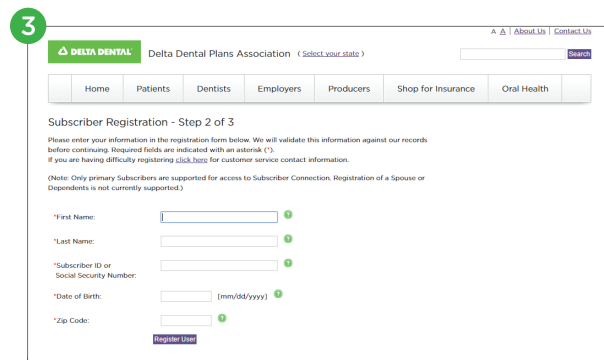 3
A A | About Us | Contact Us
DELTA DENTAL Delta Dental Plans Association ( Select your state )
Search
Home Patients Dentists Employers Producers Shop for Insurance Oral Health
Subscriber Registration - Step 2 of 3
Please enter your information in the registration form below. We will validate this information against our records
before continuing. Required fields are indicated with an asterisk (*).
If you are having difficulty registering click here for customer service contact information.
(Note: Only primary Subscribers are supported for access to Subscriber Connection. Registration of a Spouse or
Dependents is not currently supported.)
*First Name: ?
*Last Name: ?
*Subscriber ID or ?
Social Security Number:
*Date of Birth: [mm/dd/yyyy] ?
*Zip Code: ?
Register User